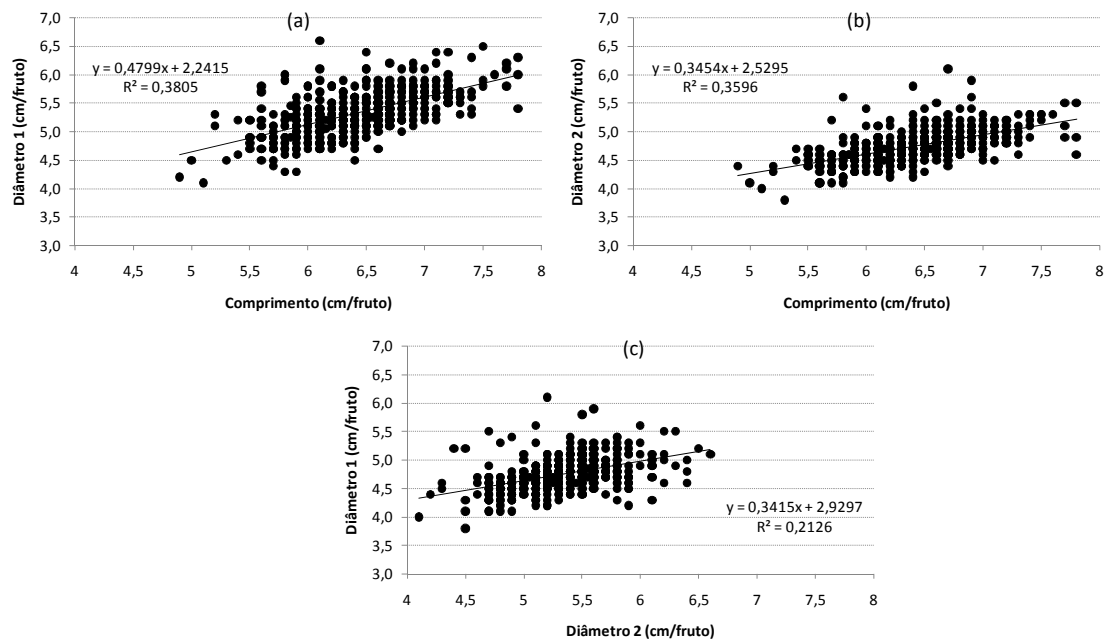 (a)
y = 0,4799x + 2,2415
R² = 0,3805
Diâmetro 1 (cm/fruto)
7,0
6,5
6,0
5,5
5,0
4,5
4,0
3,5
3,0
4 4,5 5 5,5 6 6,5 7 7,5 8
Comprimento (cm/fruto)
(b)
y = 0,3454x + 2,5295
R² = 0,3596
Diâmetro 2 (cm/fruto)
7,0
6,5
6,0
5,5
5,0
4,5
4,0
3,5
3,0
4 4,5 5 5,5 6 6,5 7 7,5 8
Comprimento (cm/fruto)
(c)
Diâmetro 1 (cm/fruto)
7,0
6,5
6,0
5,5
5,0
4,5
4,0
3,5
3,0
y = 0,3415x + 2,9297
R² = 0,2126
4 4,5 5 5,5 6 6,5 7 7,5 8
Diâmetro 2 (cm/fruto)